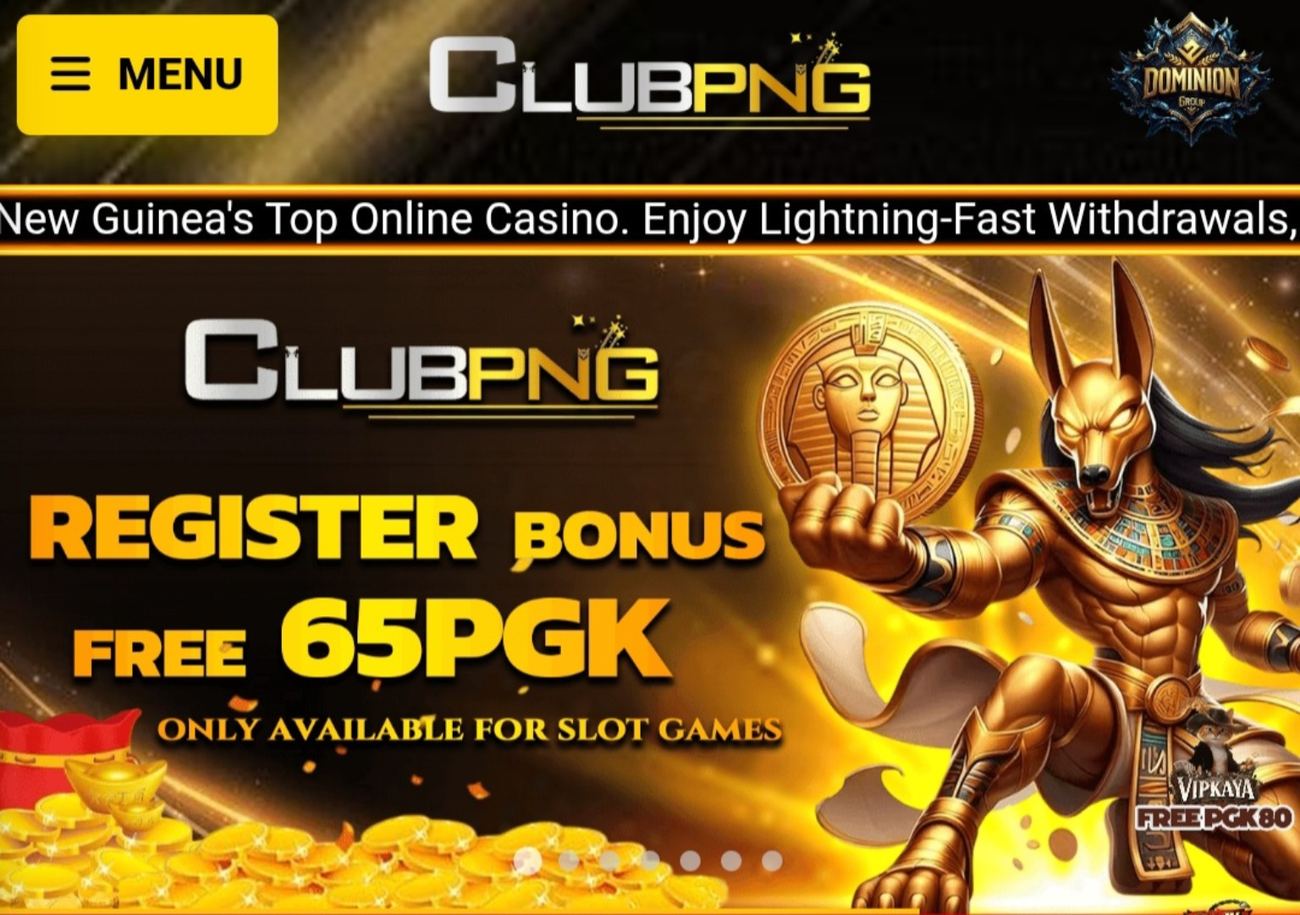 MENU
CLUBPNG
DOMINION
GROUP
New Guinea's Top Online Casino. Enjoy Lightning-Fast Withdrawals,
CLUBPNG
REGISTER BONUS
FREE 65PGK
ONLY AVAILABLE FOR SLOT GAMES
VIPKAYA
FREE PGK80